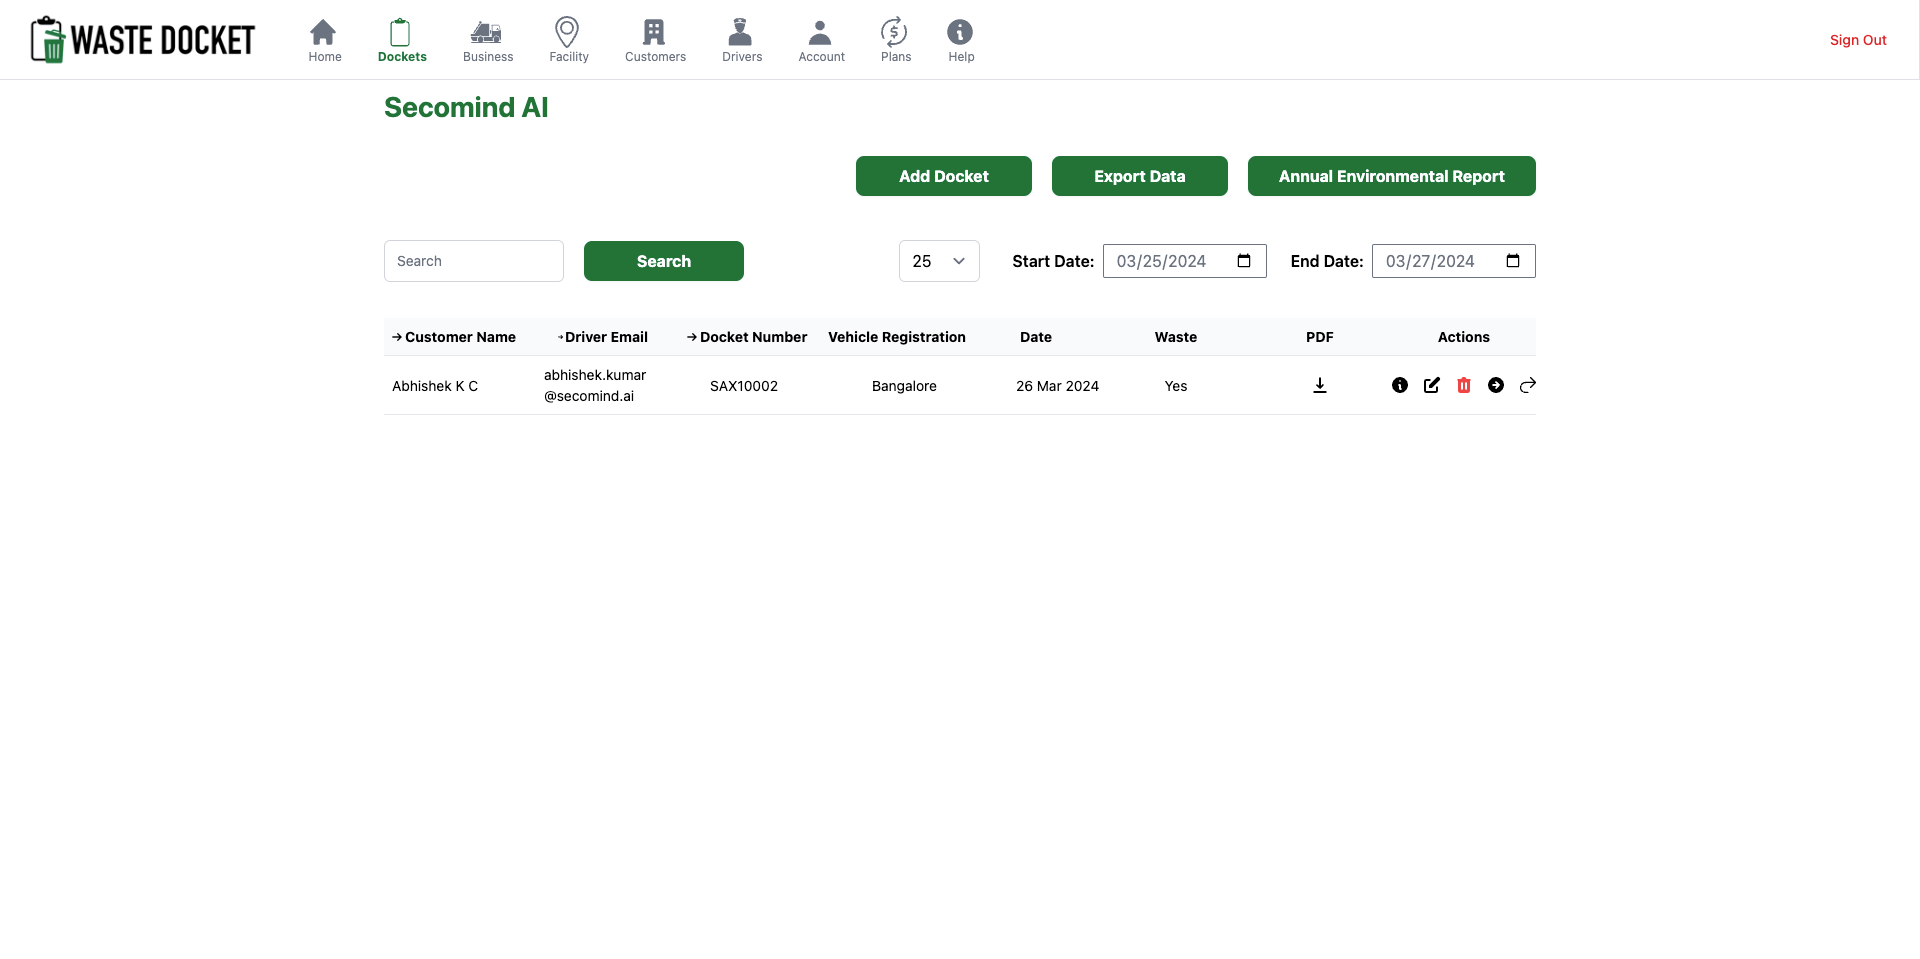 WASTE DOCKET
Home
Dockets
Business
Facility
Customers
Drivers
Account
Plans
Help
Sign Out
Secomind AI
Add Docket
Export Data
Annual Environmental Report
Search
Search
25
Start Date:
03/25/2024
End Date:
03/27/2024
Customer Name
Driver Email
Docket Number
Vehicle Registration
Date
Waste
PDF
Actions
Abhishek K C
abhishek.kumar
@secomind.ai
SAX10002
Bangalore
26 Mar 2024
Yes